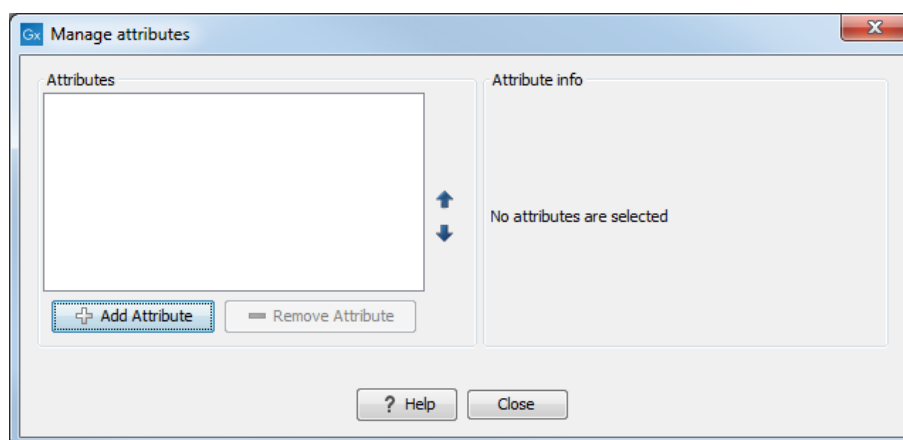 Gx Manage attributes
X
Attributes
Attribute info
No attributes are selected
Add Attribute
Remove Attribute
? Help
Close